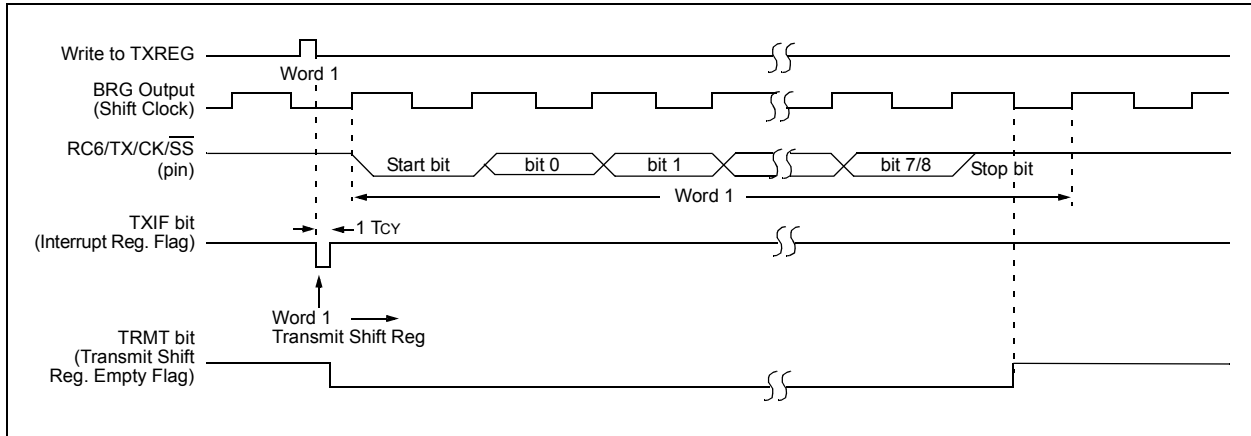 Write to TXREG
Word 1
BRG Output
(Shift Clock)
RC6/TX/CK/SS
(pin)
Start bit
bit 0
bit 1
bit 7/8
Stop bit
Word 1
TXIF bit
(Interrupt Reg. Flag)
1 TCY
Word 1
Transmit Shift Reg
TRMT bit
(Transmit Shift
Reg. Empty Flag)